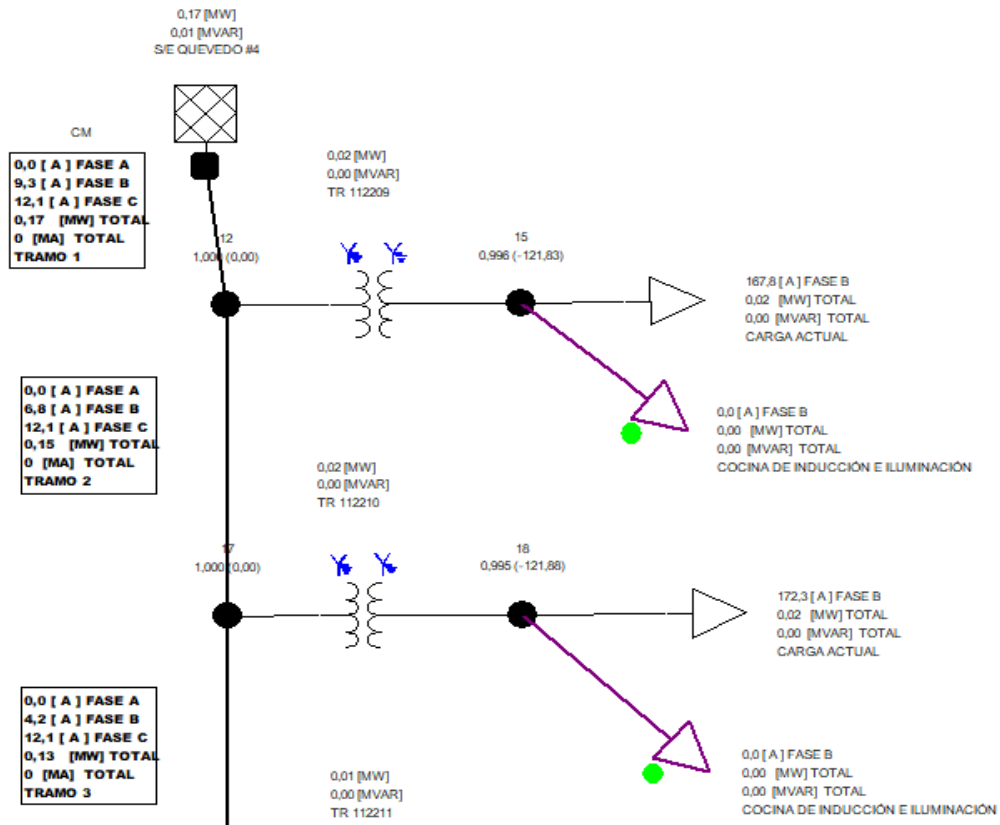 0,17 [MW]
0,01 [MVAR]
S/E QUEVEDO #4
CM
0,0 [ A ] FASE A
9,3 [ A ] FASE B
12,1 [ A ] FASE C
0,17 [MW] TOTAL
0 [MA] TOTAL
TRAMO 1
0,02 [MW]
0,00 [MVAR]
TR 112209
12
1,000 (0,00)
15
0,996 (-121,83)
167,8 [ A ] FASE B
0,02 [MW] TOTAL
0,00 [MVAR] TOTAL
CARGA ACTUAL
0,0 [ A ] FASE A
6,8 [ A ] FASE B
12,1 [ A ] FASE C
0,15 [MW] TOTAL
0 [MA] TOTAL
TRAMO 2
0,0 [ A ] FASE B
0,00 [MW] TOTAL
0,00 [MVAR] TOTAL
COCINA DE INDUCCIÓN E ILUMINACIÓN
0,02 [MW]
0,00 [MVAR]
TR 112210
17
1,000 (0,00)
18
0,995 (-121,88)
172,3 [ A ] FASE B
0,02 [MW] TOTAL
0,00 [MVAR] TOTAL
CARGA ACTUAL
0,0 [ A ] FASE A
4,2 [ A ] FASE B
12,1 [ A ] FASE C
0,13 [MW] TOTAL
0 [MA] TOTAL
TRAMO 3
0,01 [MW]
0,00 [MVAR]
TR 112211
0,0 [ A ] FASE B
0,00 [MW] TOTAL
0,00 [MVAR] TOTAL
COCINA DE INDUCCIÓN E ILUMINACIÓN